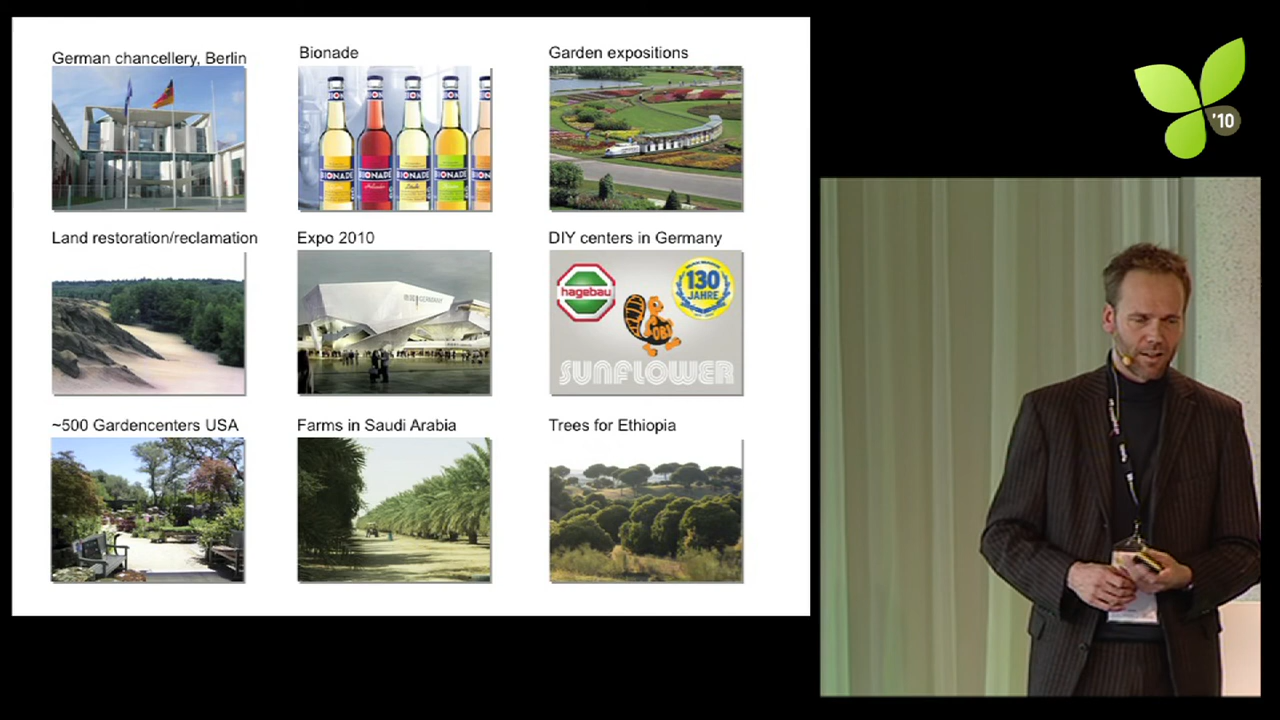 German chancellery, Berlin
Bionade
Garden expositions
BIONADE
BIONADE
BIONADE
BIONADE
Land restoration/reclamation
Expo 2010
DIY centers in Germany
hagebau
130
JAHRE
OBI
SUNFLOWER
~500 Gardencenters USA
Farms in Saudi Arabia
Trees for Ethiopia
'10